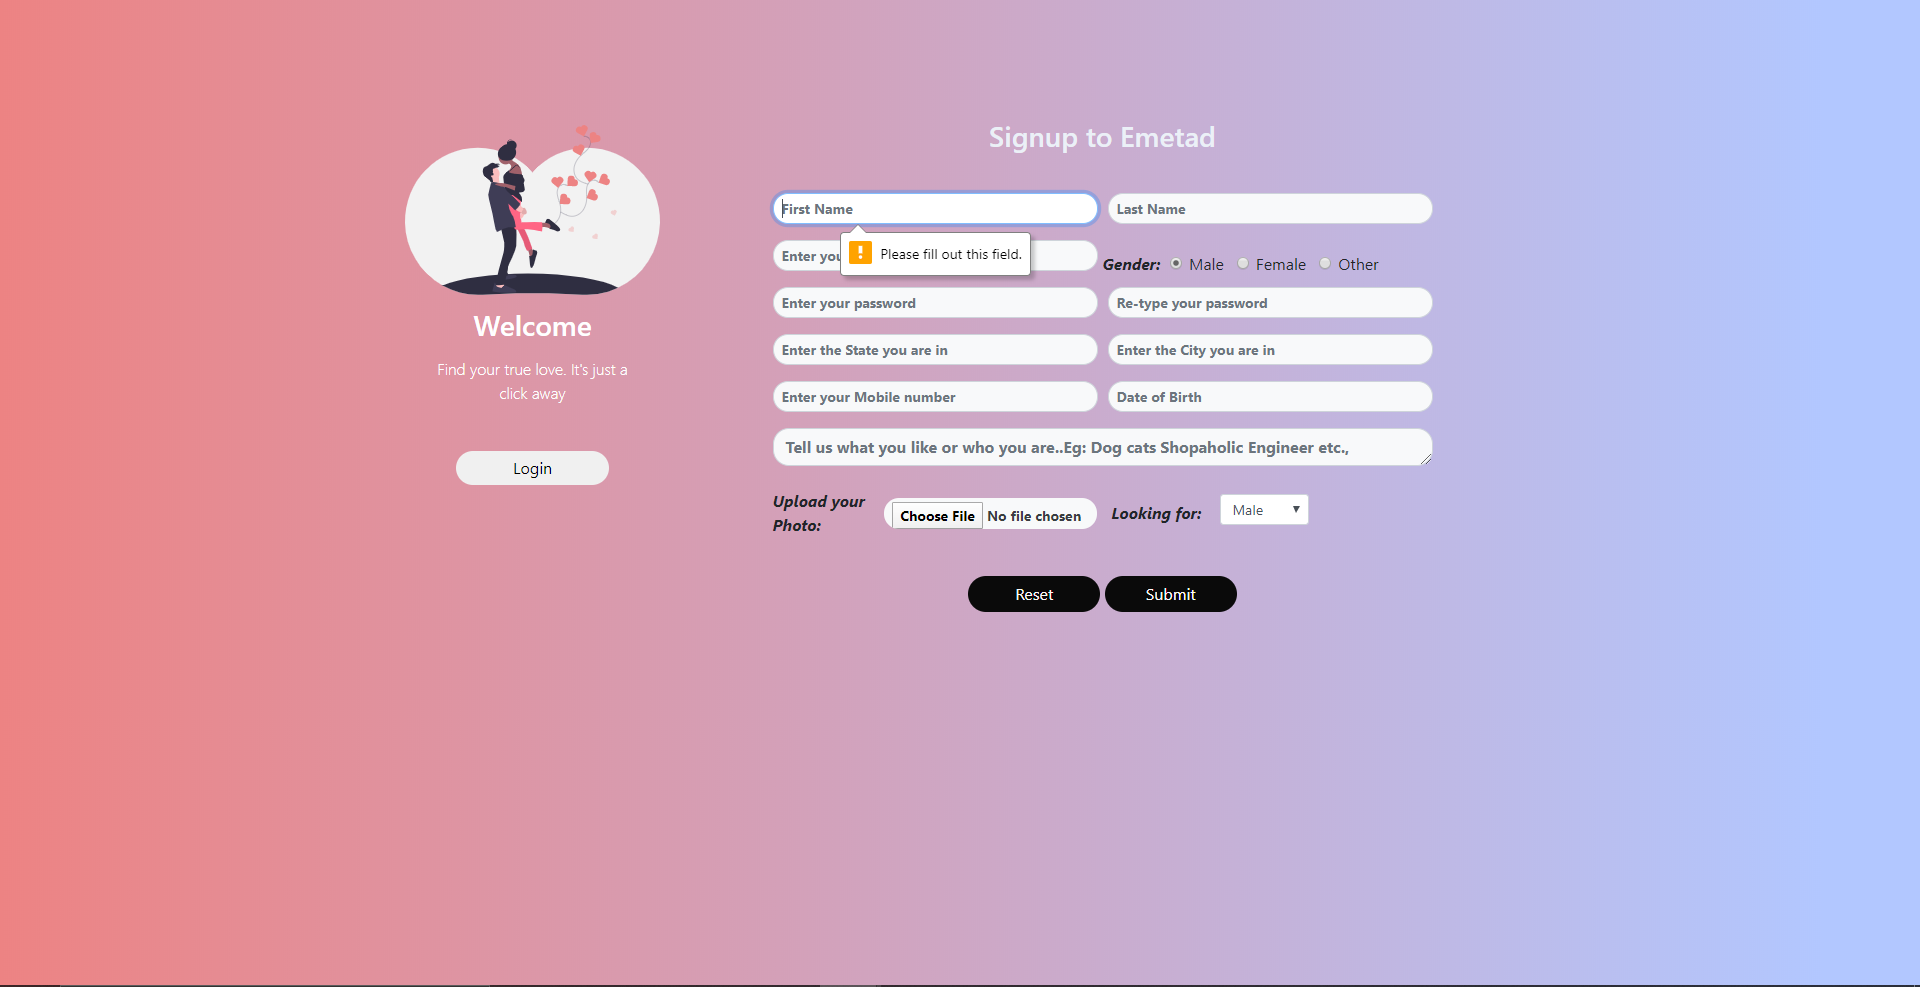 Signup to Emetad
First Name
Last Name
Please fill out this field.
Enter you
Gender: Male Female Other
Enter your password
Re-type your password
Enter the State you are in
Enter the City you are in
Enter your Mobile number
Date of Birth
Tell us what you like or who you are..Eg: Dog cats Shopaholic Engineer etc.,
Upload your
Photo:
Choose File No file chosen
Looking for:
Male
Reset
Submit
Welcome
Find your true love. It's just a
click away
Login